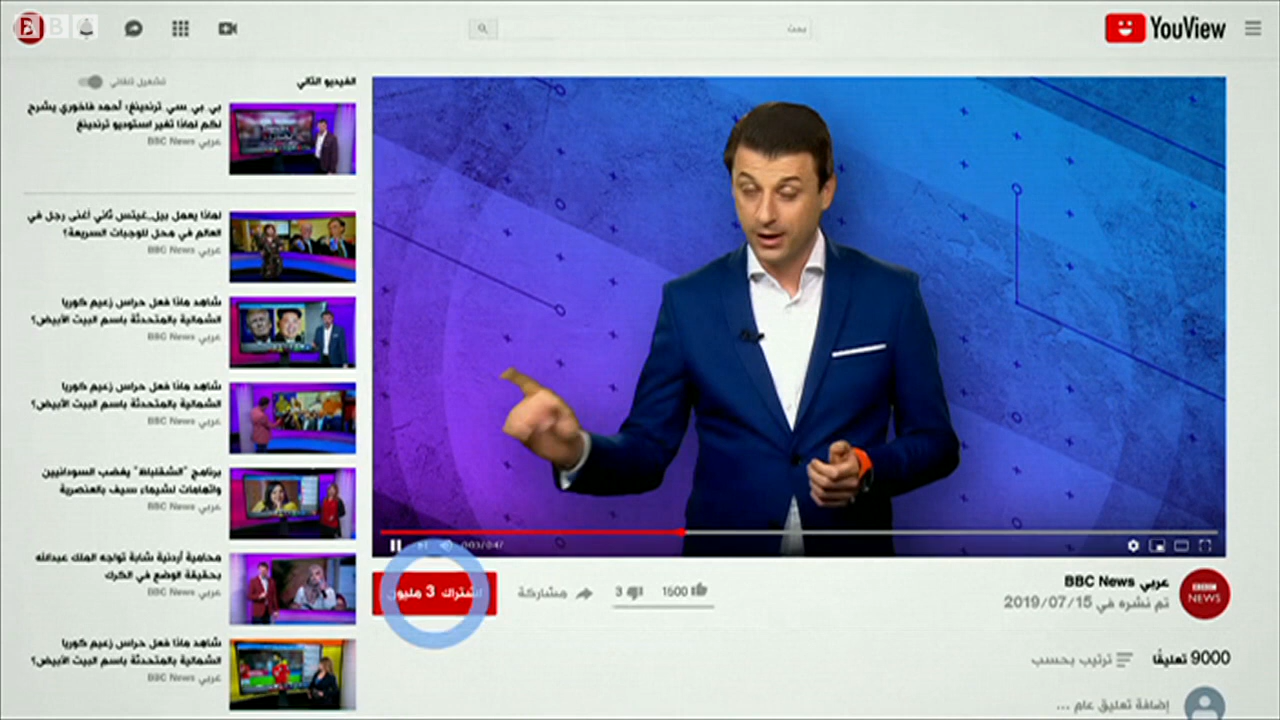 YouView
بحث
الفيديو التالي
تشغيل تلقائي
بي. بي. سي ترندينغ: أحمد فاخوري يشرح
لكم لماذا تغير استوديو ترندينغ
عربي BBC News
لماذا يعمل بيل_غيتس ثاني أغنى رجل في
العالم في محل للوجبات السريعة؟
عربي BBC News
شاهد ماذا فعل حراس زعيم كوريا
الشمالية بالمتحدثة باسم البيت الأبيض؟
عربي BBC News
شاهد ماذا فعل حراس زعيم كوريا
الشمالية بالمتحدثة باسم البيت الأبيض؟
عربي BBC News
برنامج "الشقلباظ" يغضب السودانيين
واتهامات لشيماء سيف بالعنصرية
عربي BBC News
محامية أردنية شابة تواجه الملك عبدالله
بحقيقة الوضع في الكرك
عربي BBC News
شاهد ماذا فعل حراس زعيم كوريا
الشمالية بالمتحدثة باسم البيت الأبيض؟
عربي BBC News
0:03/0:47
BBC
NEWS
عربي BBC News
تم نشره في 2019/07/15
1500
3
مشاركة
اشتراك 3 مليون
9000 تعليقًا
ترتيب بحسب
إضافة تعليق عام ...